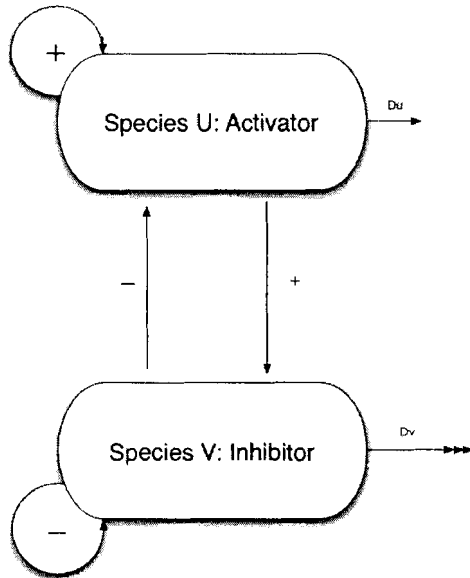 +
Species U: Activator
Du
−
+
Species V: Inhibitor
Dv
−